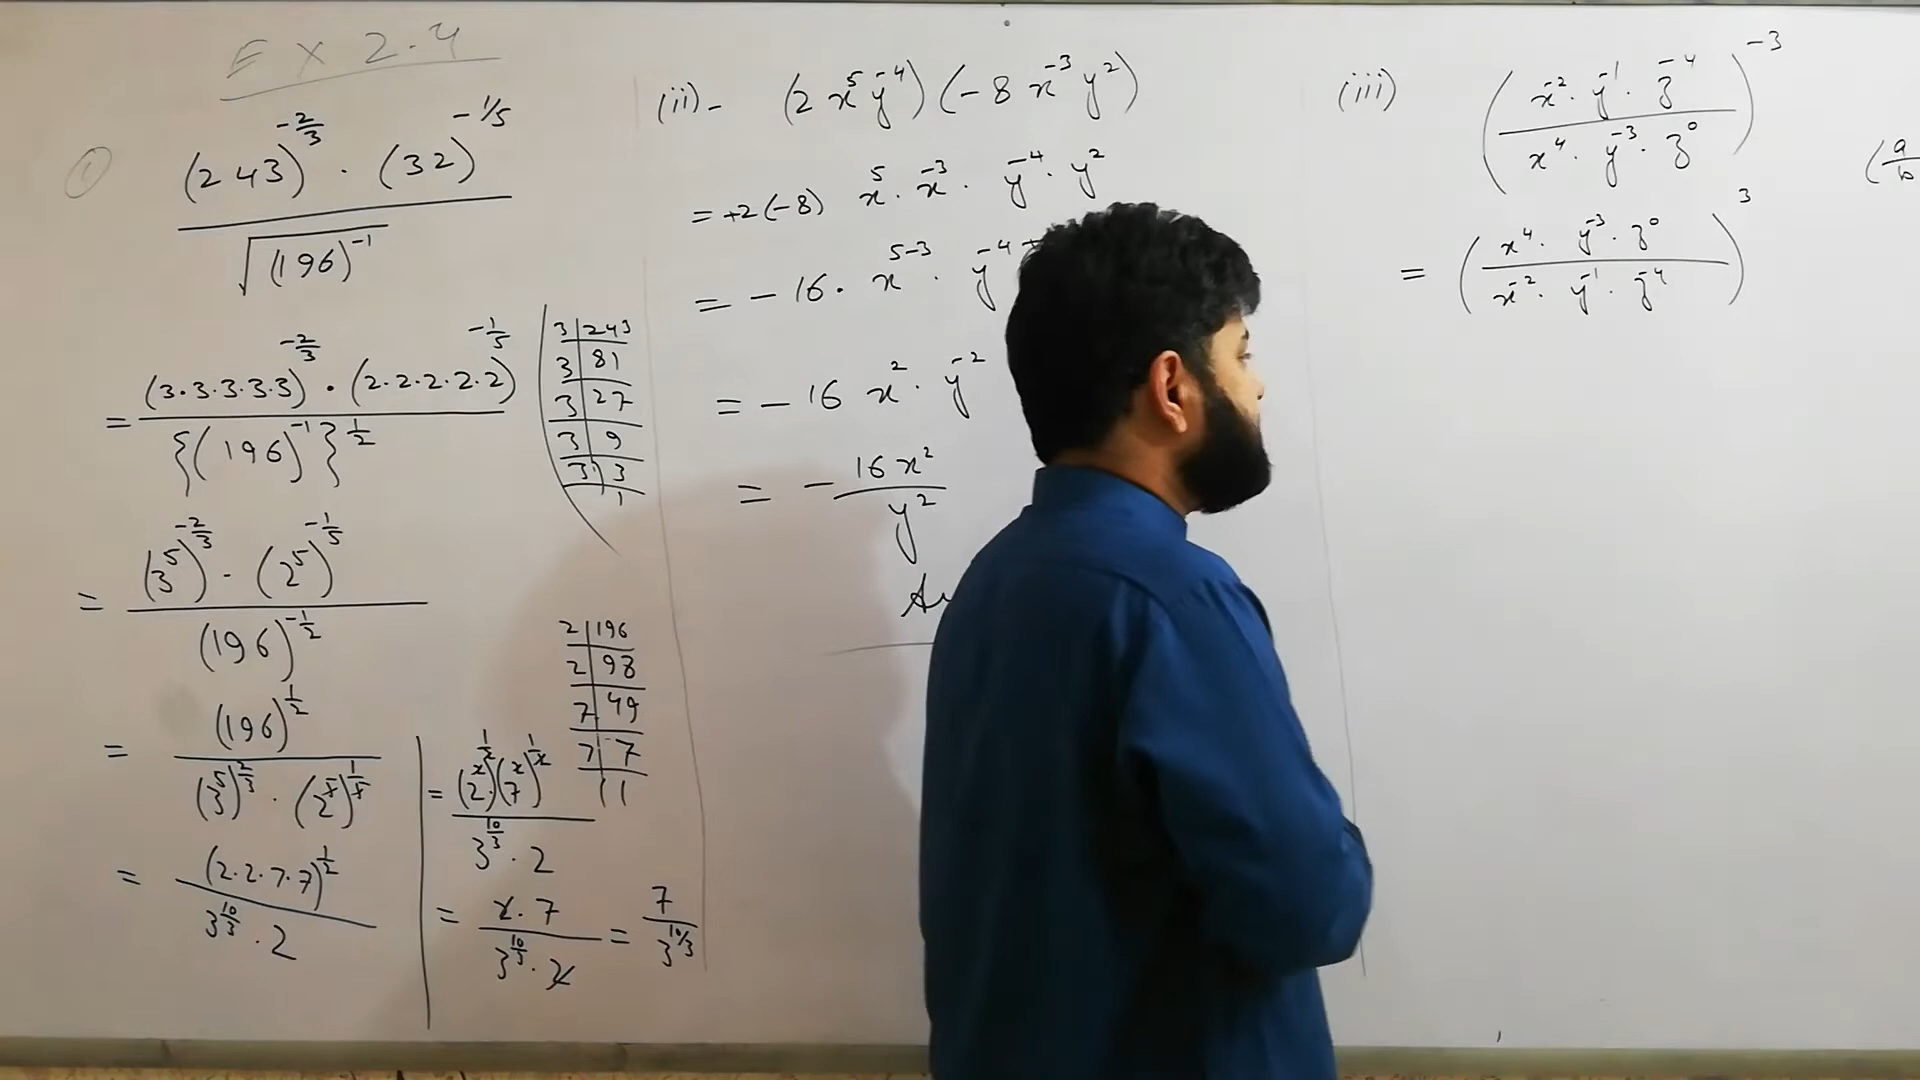 EX 2.4
① (243)^{-2/3} · (32)^{-1/5} / √(196)^{-1}
= (3·3·3·3·3)^{-2/3} · (2·2·2·2·2)^{-1/5} / {(196)^{-1}}^{1/2}
= (3^5)^{-2/3} · (2^5)^{-1/5} / (196)^{-1/2}
= (196)^{1/2} / (3^5)^{2/3} · (2^5)^{1/5}
= (2·2·7·7)^{1/2} / 3^{10/3} · 2
3 | 243
3 | 81
3 | 27
3 | 9
3 | 3
1
2 | 196
2 | 98
7 | 49
7 | 7
1
= (2^2)^{1/2} (7^2)^{1/2} / 3^{10/3} · 2
= 2·7 / 3^{10/3} · 2 = 7 / 3^{10/3}
(ii)- (2x^5 y^{-4}) (-8x^{-3} y^2)
= +2(-8) x^5 · x^{-3} · y^{-4} · y^2
= -16 · x^{5-3} · y^{-4
= -16 x^2 · y^{-2}
= - 16x^2 / y^2
(iii) (x^{-2} · y^{-1} · z^{-4} / x^4 · y^{-3} · z^0)^{-3}
= (x^4 · y^{-3} · z^0 / x^{-2} · y^{-1} · z^{-4})^3
(a/b